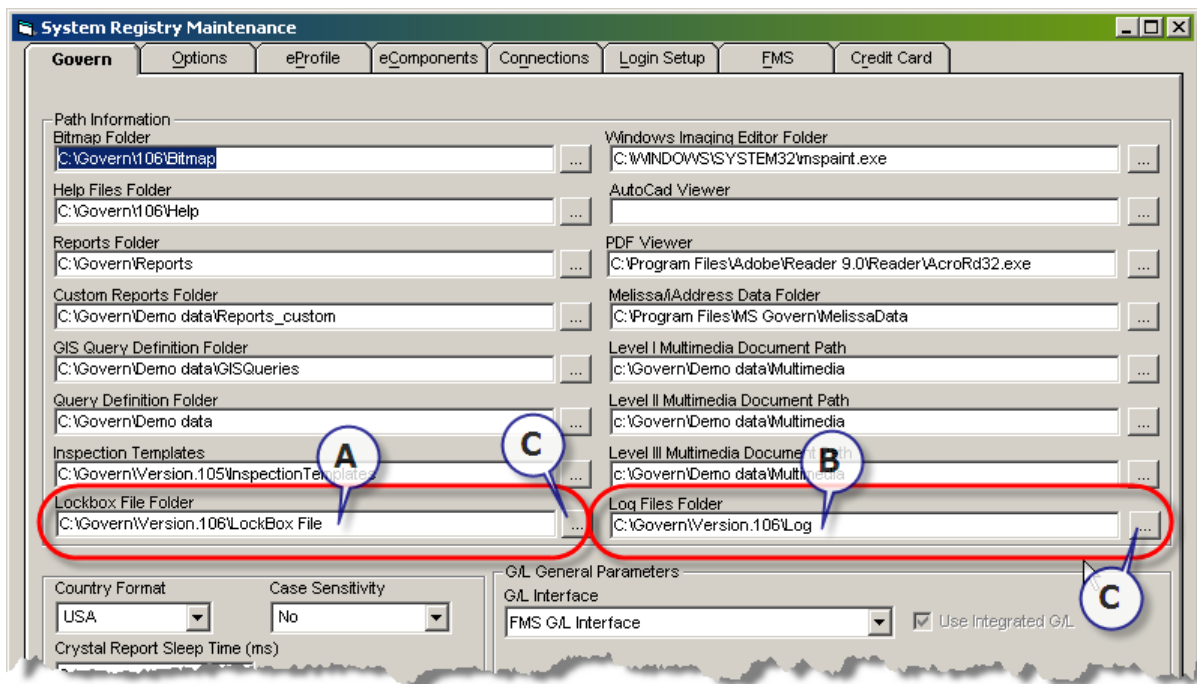 System Registry Maintenance
Govern Options eProfile eComponents Connections Login Setup FMS Credit Card
Path Information
Bitmap Folder
C:\Govern\106\Bitmap ...
Help Files Folder
C:\Govern\106\Help ...
Reports Folder
C:\Govern\Reports ...
Custom Reports Folder
C:\Govern\Demo data\Reports_custom ...
GIS Query Definition Folder
C:\Govern\Demo data\GISQueries ...
Query Definition Folder
C:\Govern\Demo data ...
Inspection Templates
C:\Govern\Version.105\InspectionTemplates ...
Lockbox File Folder
C:\Govern\Version.106\LockBox File ...
A
C
Windows Imaging Editor Folder
C:\WINDOWS\SYSTEM32\mspaint.exe ...
AutoCad Viewer
...
PDF Viewer
C:\Program Files\Adobe\Reader 9.0\Reader\AcroRd32.exe ...
Melissa/iAddress Data Folder
C:\Program Files\MS Govern\MelissaData ...
Level I Multimedia Document Path
c:\Govern\Demo data\Multimedia ...
Level II Multimedia Document Path
c:\Govern\Demo data\Multimedia ...
Level III Multimedia Document Path
c:\Govern\Demo data\Multimedia ...
Log Files Folder
C:\Govern\Version.106\Log ...
B
C
Country Format
USA
Case Sensitivity
No
Crystal Report Sleep Time (ms)
G/L General Parameters
G/L Interface
FMS G/L Interface
Use Integrated G/L